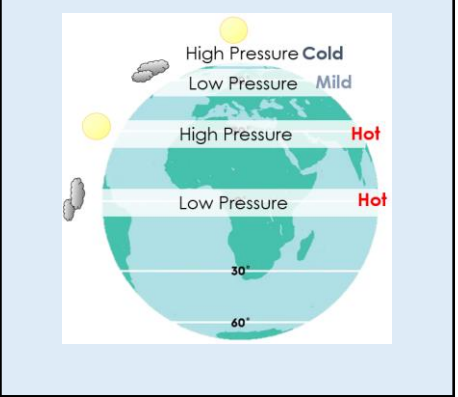 High Pressure Cold
Low Pressure Mild
High Pressure Hot
Low Pressure Hot
30°
60°